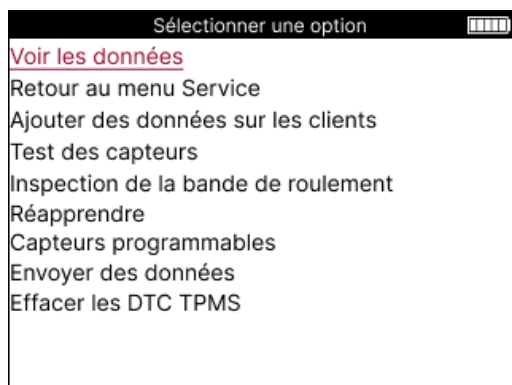 Sélectionner une option
Voir les données
Retour au menu Service
Ajouter des données sur les clients
Test des capteurs
Inspection de la bande de roulement
Réapprendre
Capteurs programmables
Envoyer des données
Effacer les DTC TPMS